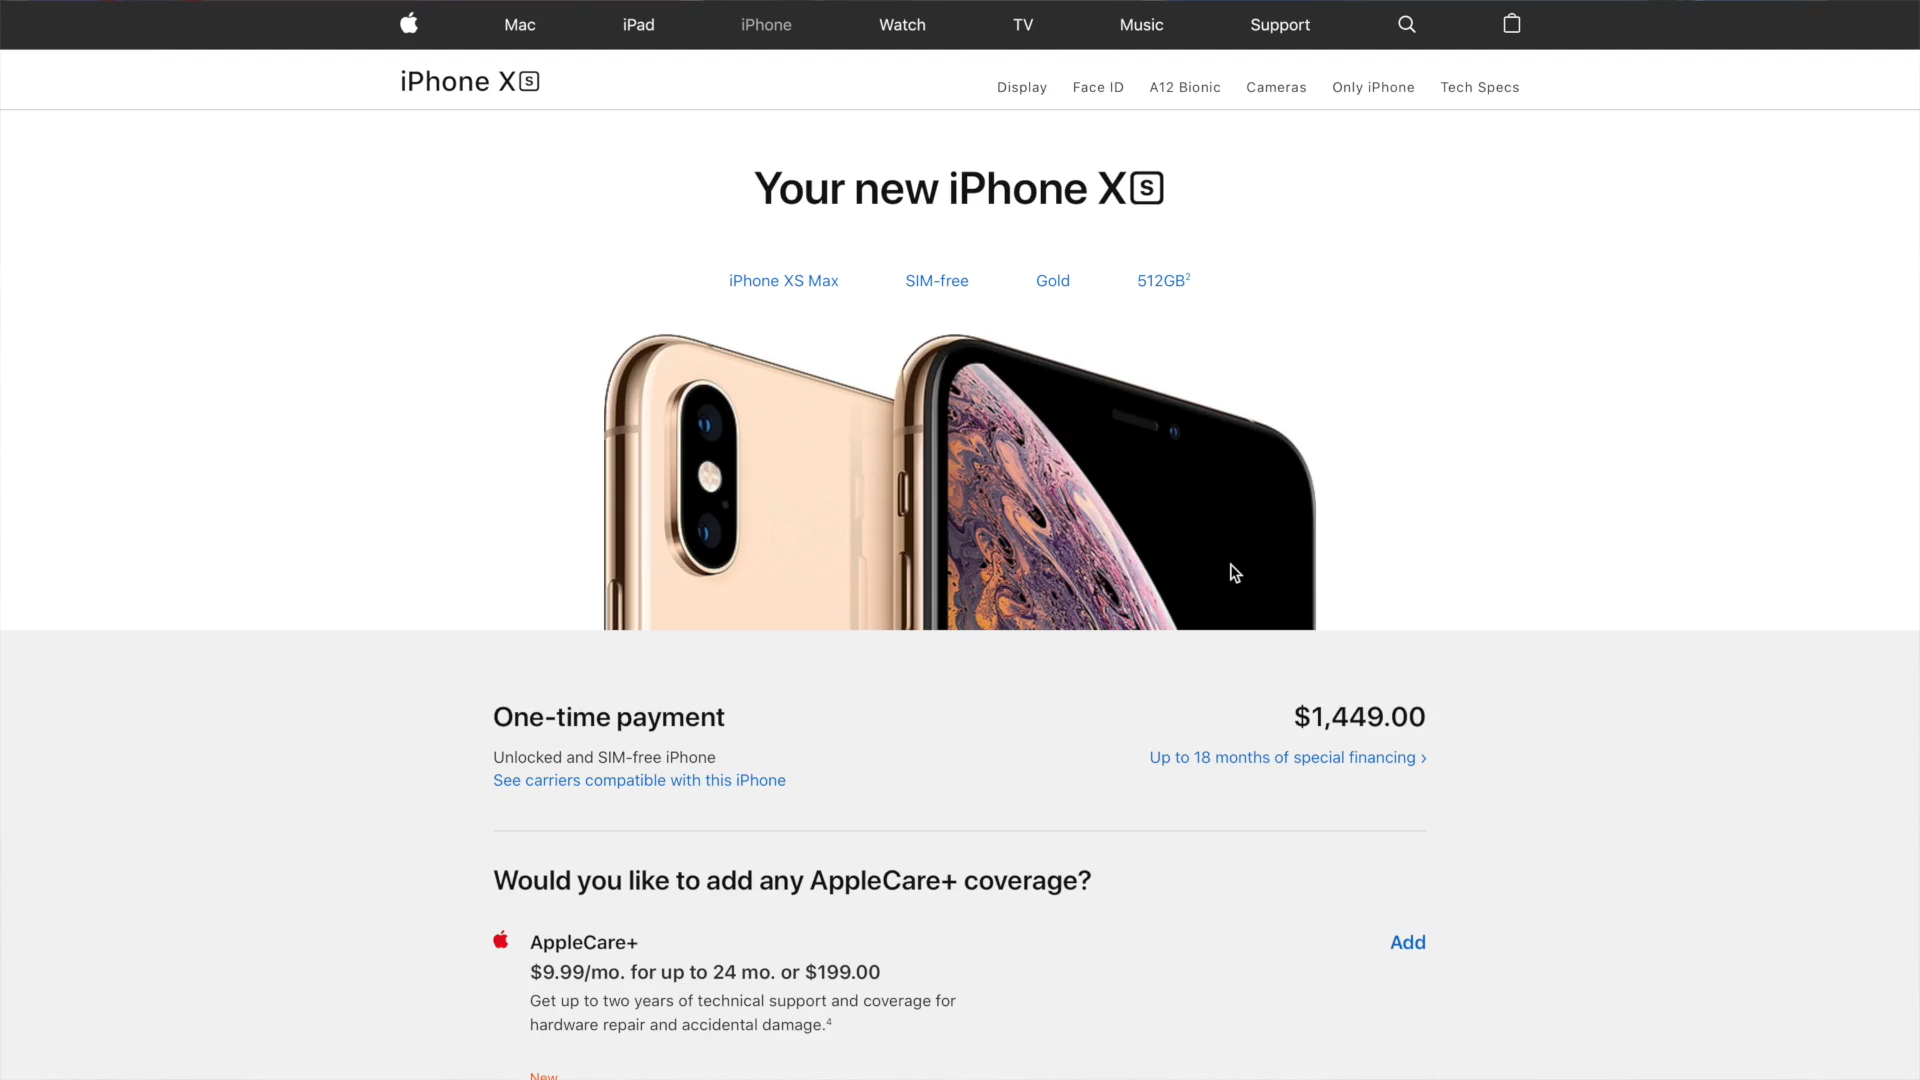 Mac iPad iPhone Watch TV Music Support
iPhone XS
Display Face ID A12 Bionic Cameras Only iPhone Tech Specs
Your new iPhone XS
iPhone XS Max SIM-free Gold 512GB²
One-time payment $1,449.00
Unlocked and SIM-free iPhone Up to 18 months of special financing ›
See carriers compatible with this iPhone
Would you like to add any AppleCare+ coverage?
AppleCare+ Add
$9.99/mo. for up to 24 mo. or $199.00
Get up to two years of technical support and coverage for
hardware repair and accidental damage.⁴
New